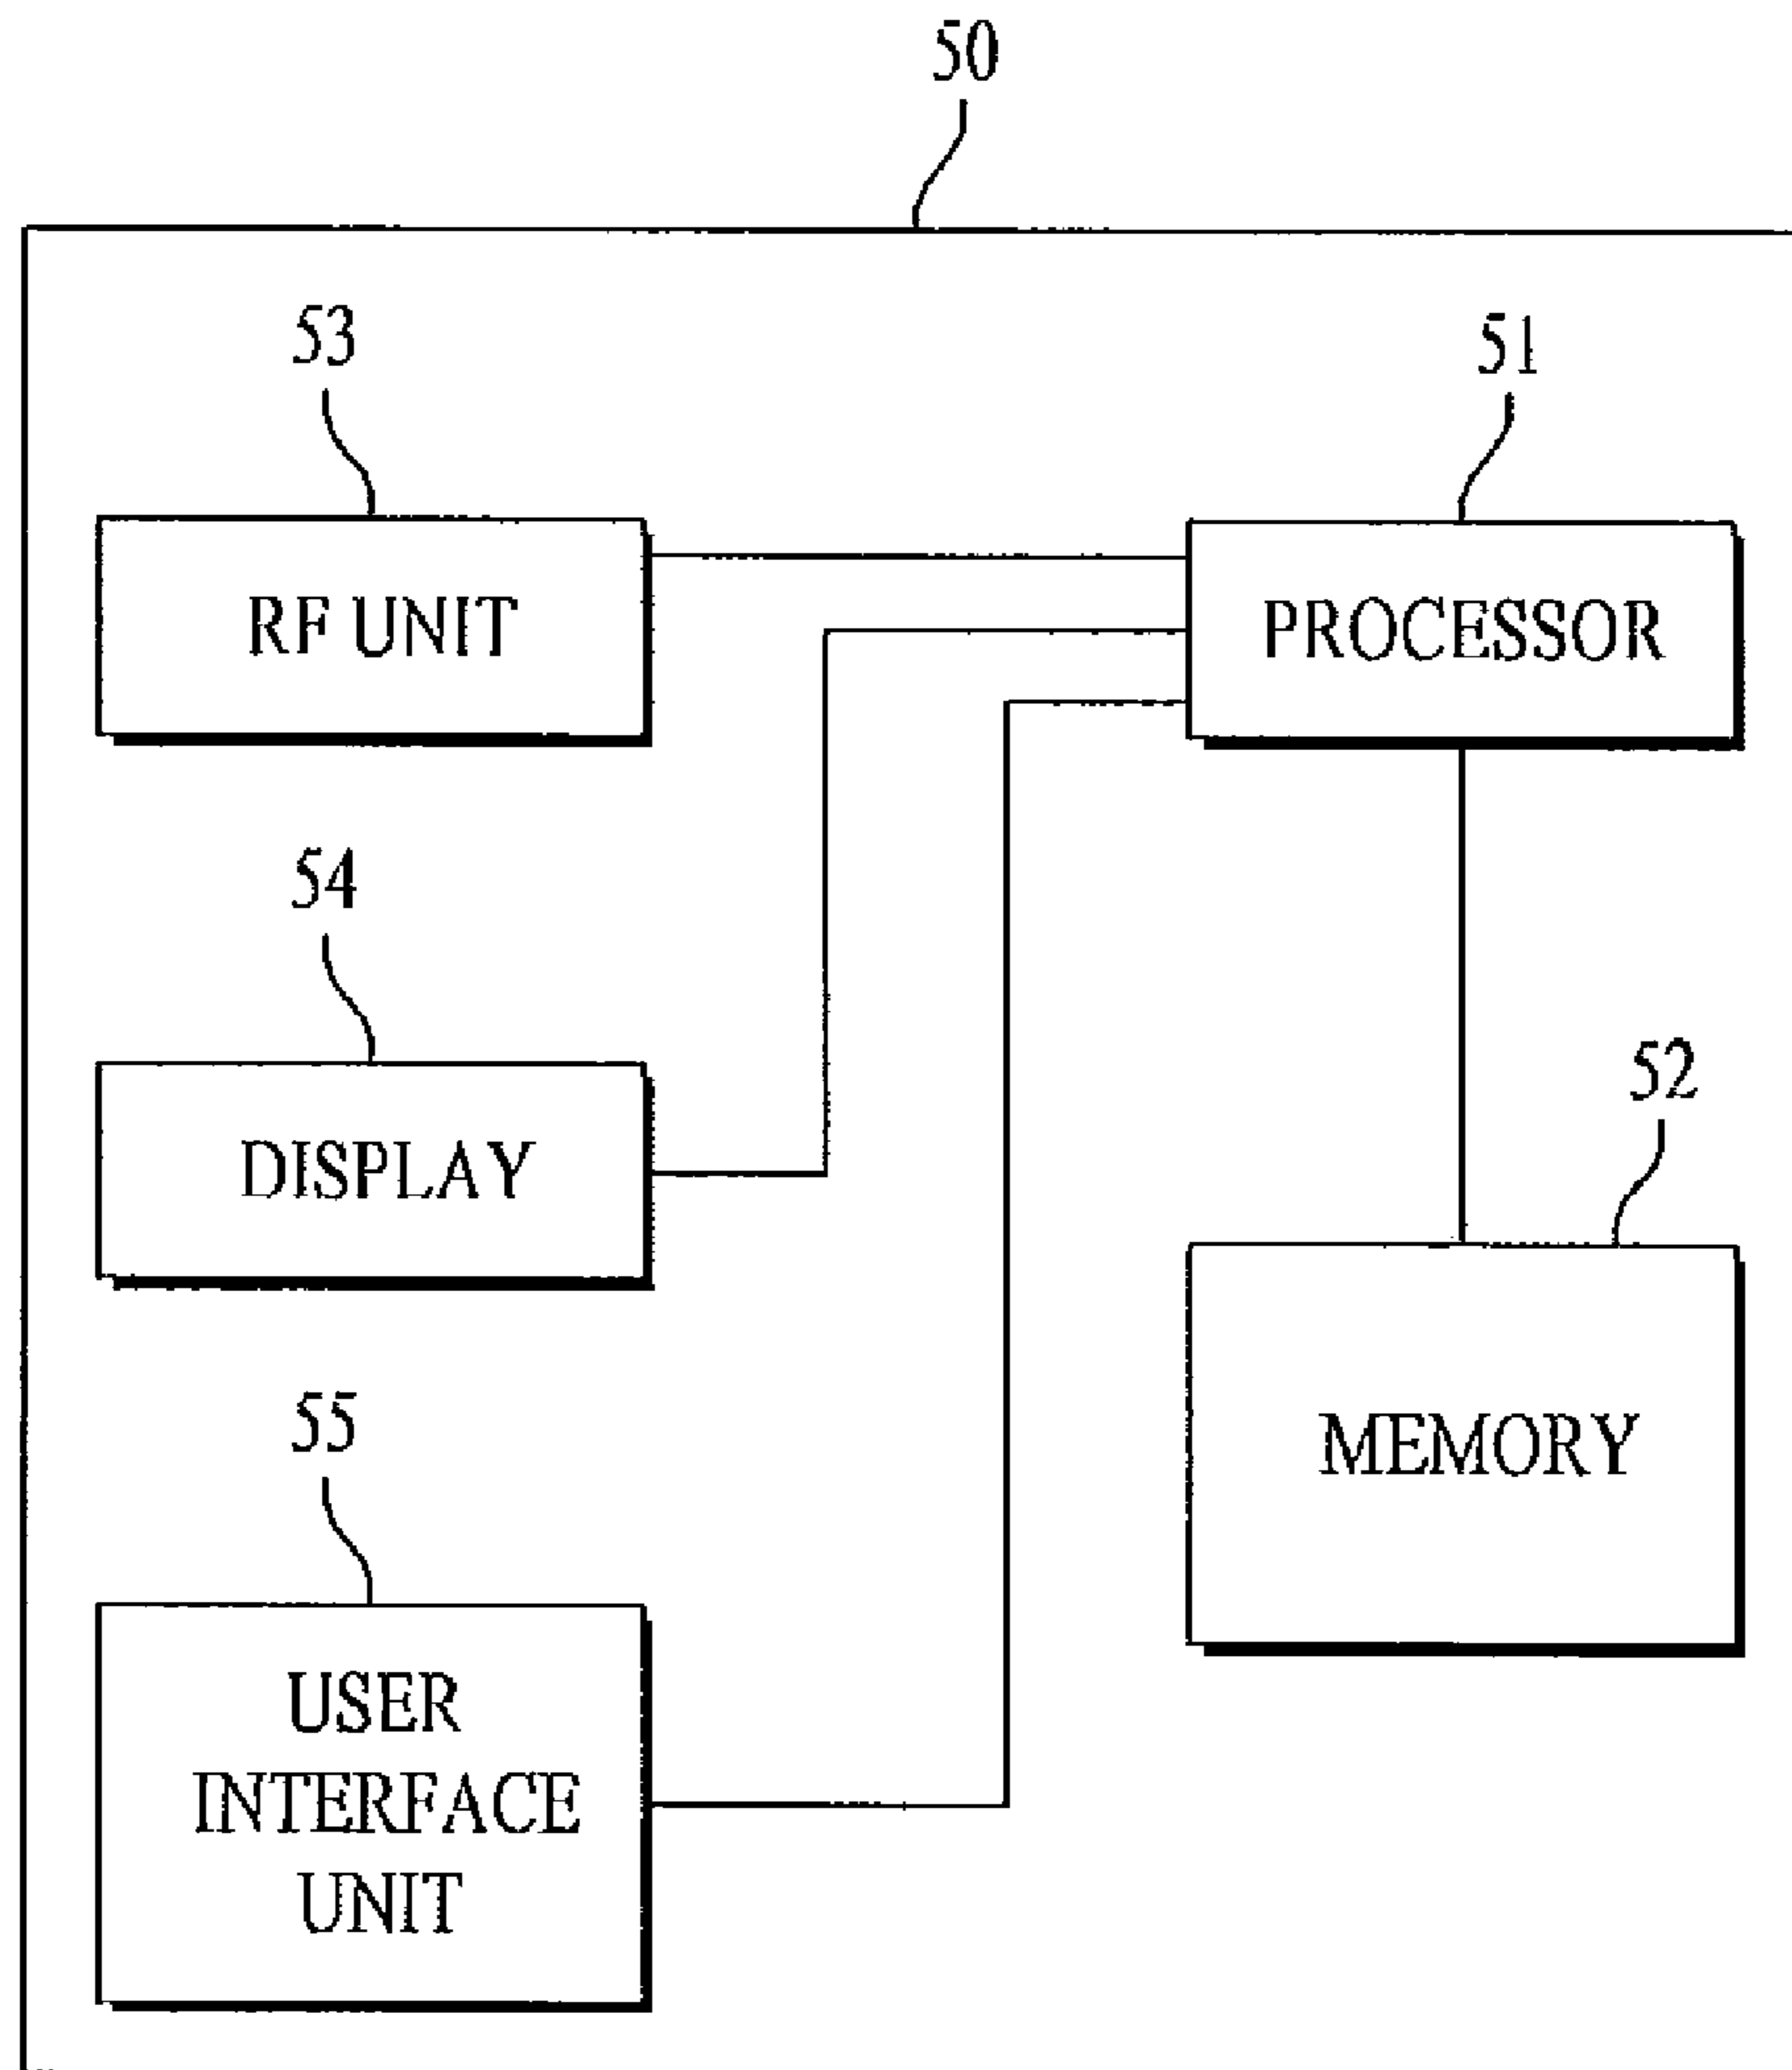 50
53
51
RF UNIT
PROCESSOR
54
52
DISPLAY
55
MEMORY
USER
INTERFACE
UNIT